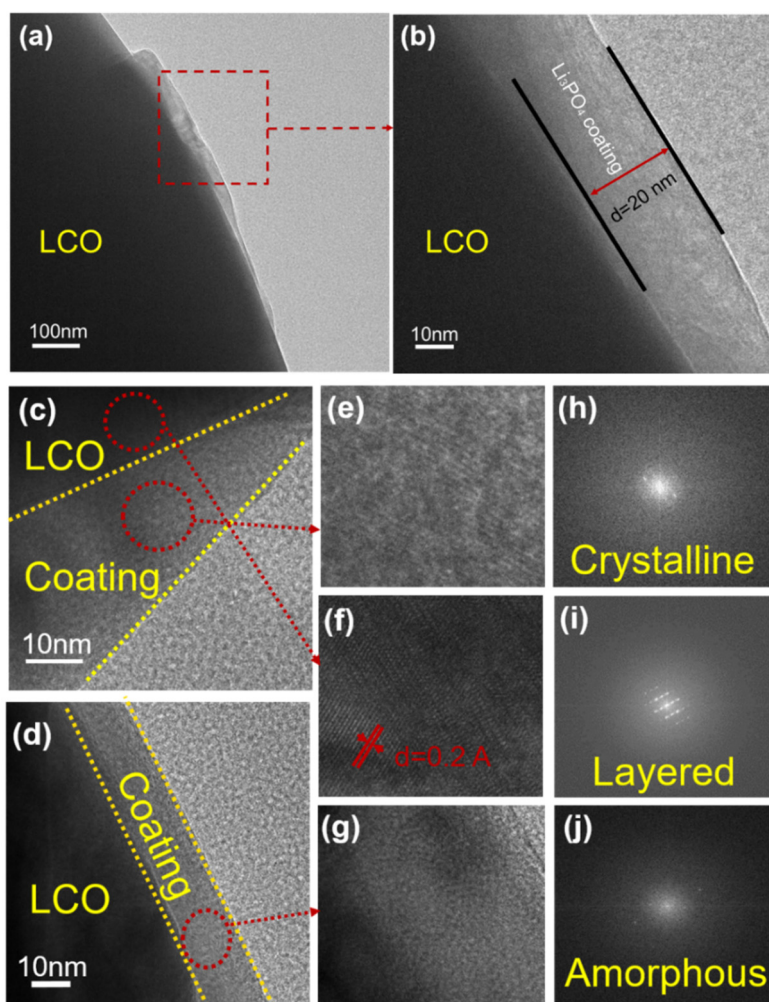 (a)
LCO
100nm
(b)
Li₃PO₄ coating
d=20 nm
LCO
10nm
(c)
LCO
Coating
10nm
(d)
Coating
LCO
10nm
(e)
(f)
d=0.2 A
(g)
(h)
Crystalline
(i)
Layered
(j)
Amorphous